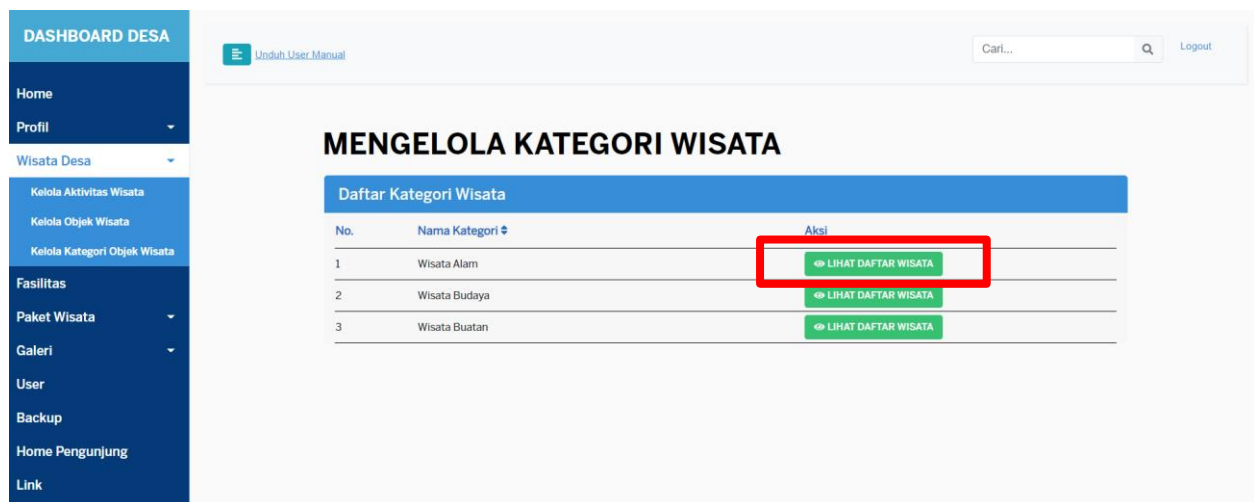 DASHBOARD DESA
Unduh User Manual
Cari...
Logout
Home
Profil
Wisata Desa
Kelola Aktivitas Wisata
Kelola Objek Wisata
Kelola Kategori Objek Wisata
Fasilitas
Paket Wisata
Galeri
User
Backup
Home Pengunjung
Link
MENGELOLA KATEGORI WISATA
Daftar Kategori Wisata
No. Nama Kategori Aksi
1 Wisata Alam LIHAT DAFTAR WISATA
2 Wisata Budaya LIHAT DAFTAR WISATA
3 Wisata Buatan LIHAT DAFTAR WISATA